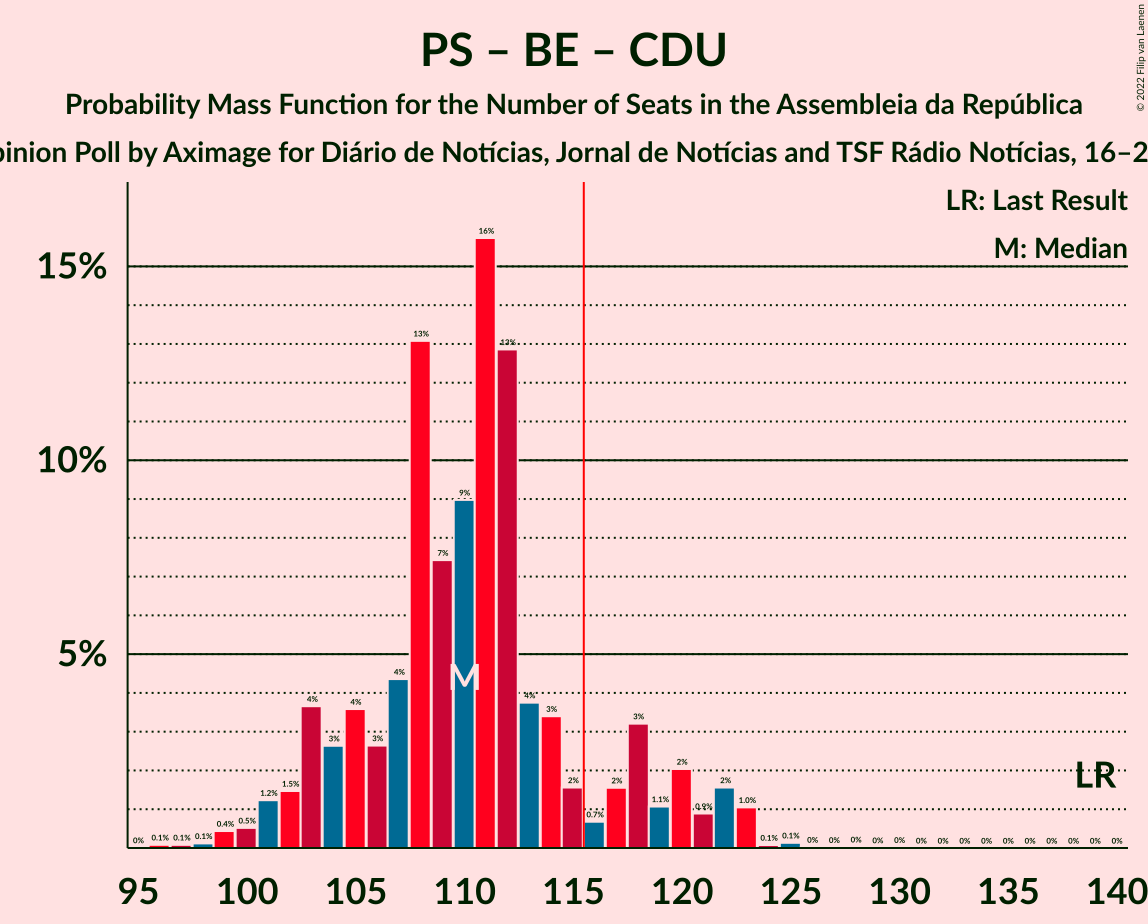 PS – BE – CDU
Probability Mass Function for the Number of Seats in the Assembleia da República
pinion Poll by Aximage for Diário de Notícias, Jornal de Notícias and TSF Rádio Notícias, 16–2
© 2022 Filip van Laenen
LR: Last Result
M: Median
15%
10%
5%
0% 0.1% 0.1% 0.1% 0.4% 0.5% 1.2% 1.5% 4% 3% 4% 3% 4% 13% 7% 9% 16% 13% 4% 3% 2% 0.7% 2% 3% 1.1% 2% 0.9% 2% 1.0% 0.1% 0.1% 0% 0% 0% 0% 0% 0% 0% 0% 0% 0% 0% 0% 0% 0% 0%
M
LR
95 100 105 110 115 120 125 130 135 140